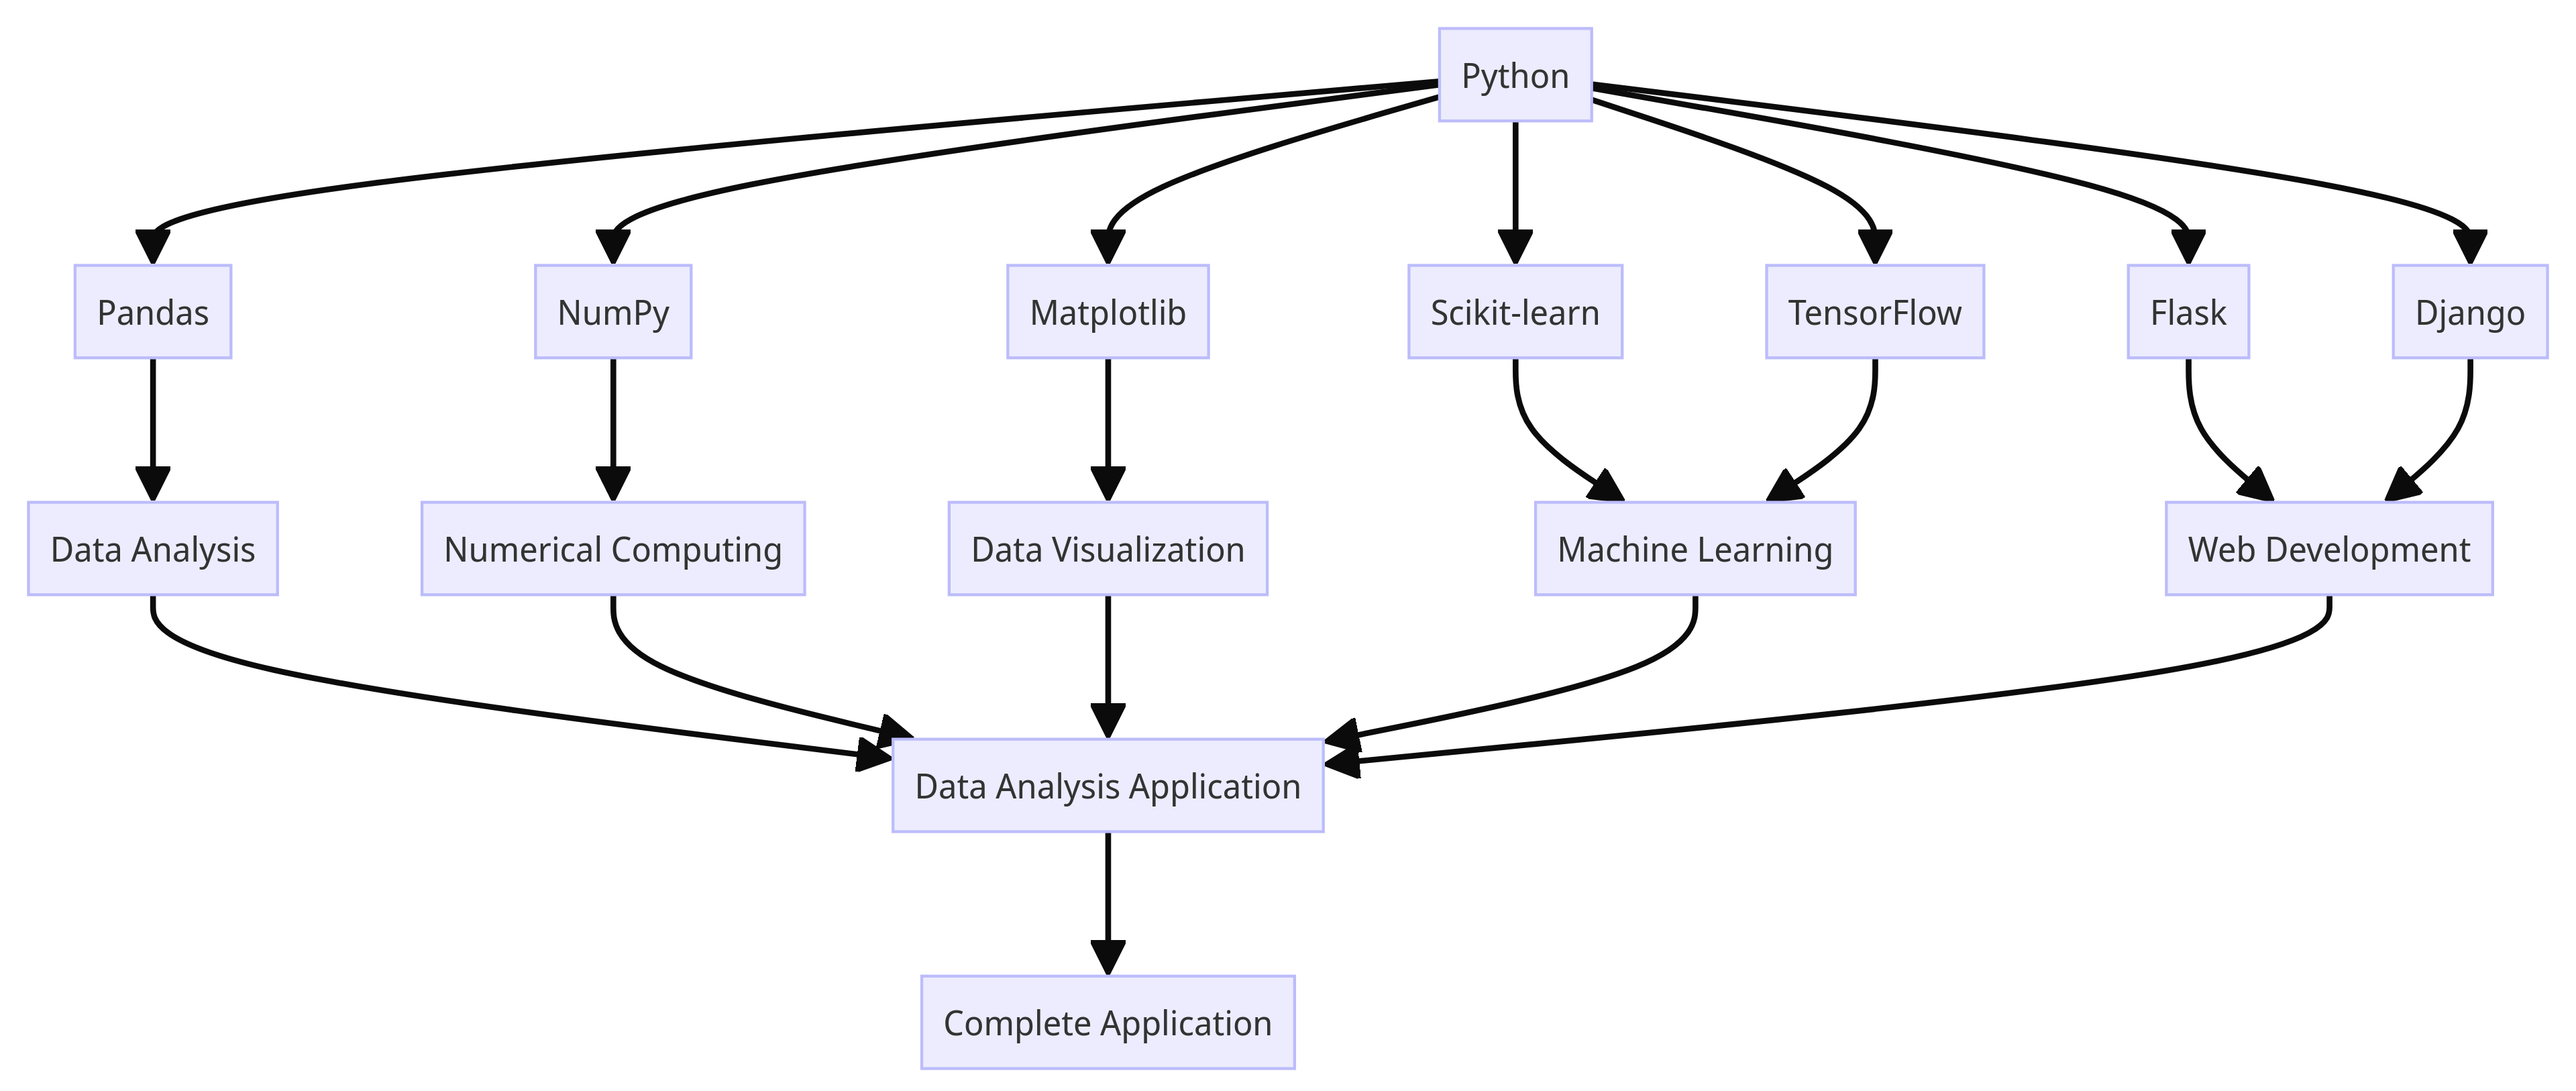 Python
Pandas
NumPy
Matplotlib
Scikit-learn
TensorFlow
Flask
Django
Data Analysis
Numerical Computing
Data Visualization
Machine Learning
Web Development
Data Analysis Application
Complete Application